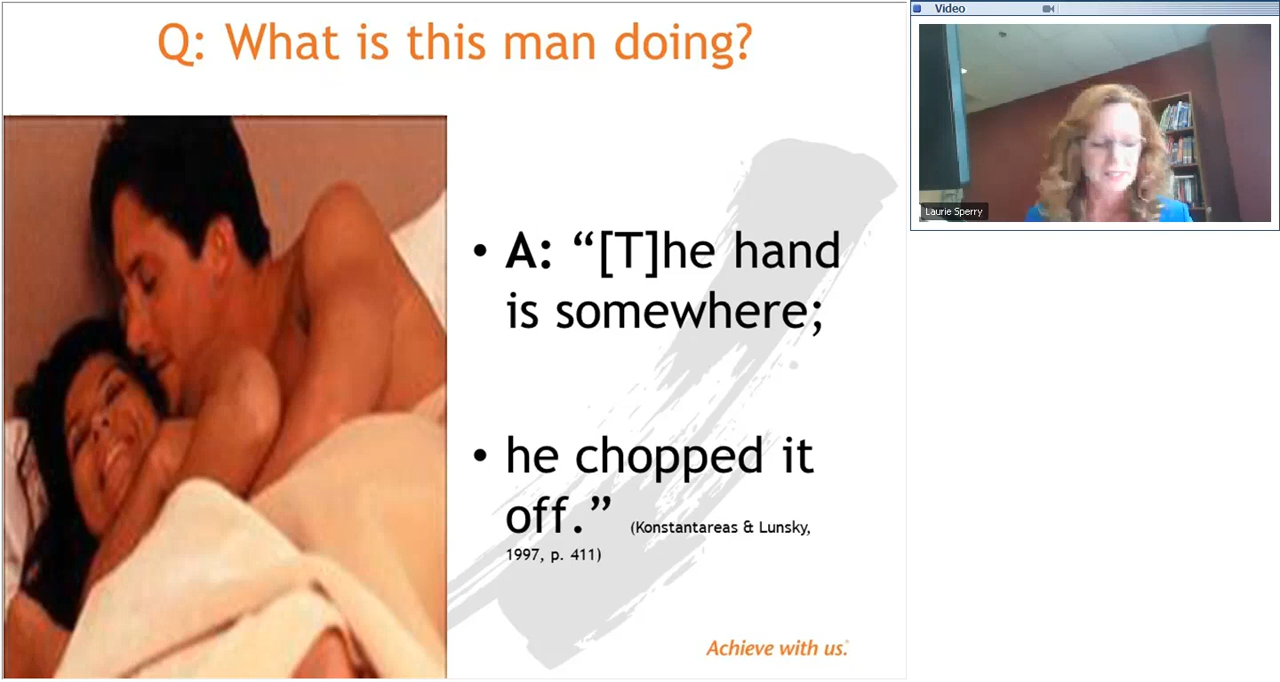 Q: What is this man doing?
• A: “[T]he hand
is somewhere;
• he chopped it
off.” (Konstantareas & Lunsky,
1997, p. 411)
Achieve with us.
Video
Laurie Sperry